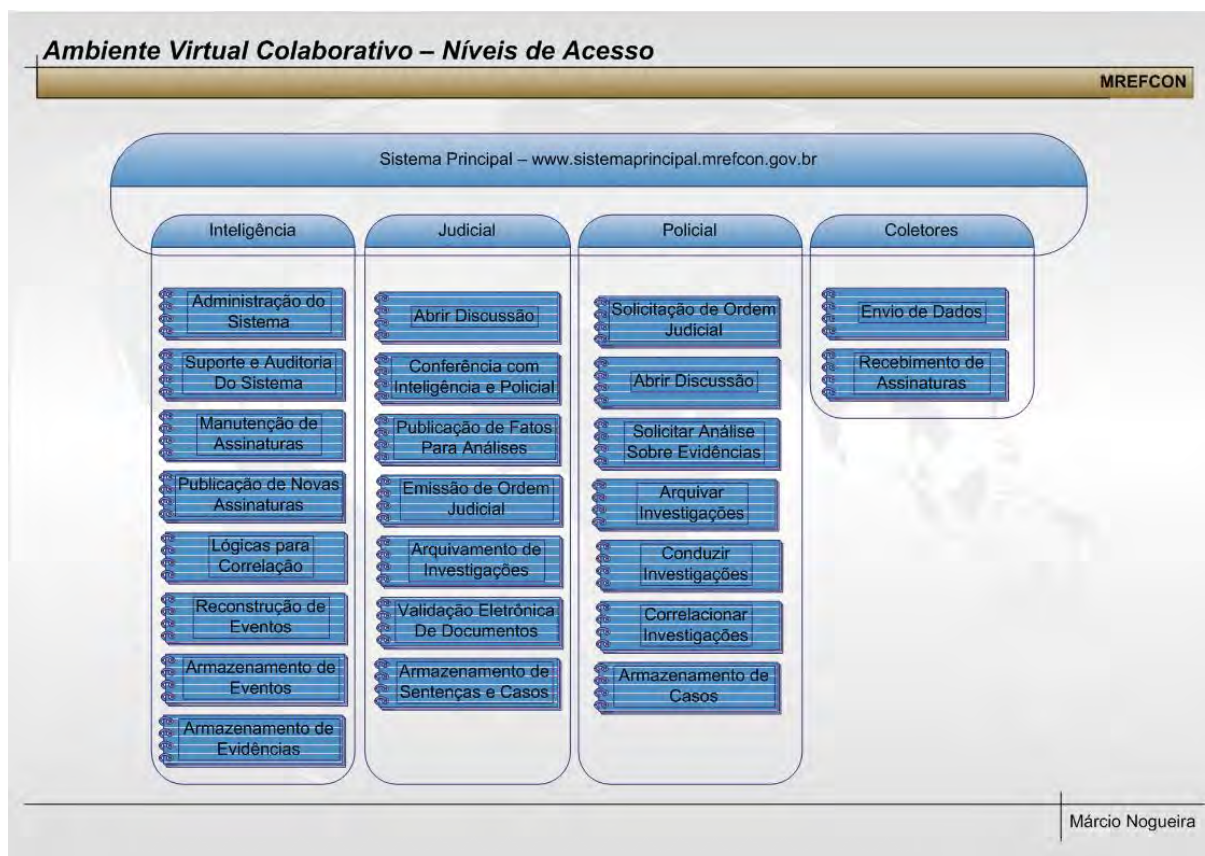 Ambiente Virtual Colaborativo – Níveis de Acesso
MREFCON
Sistema Principal – www.sistemaprincipal.mrefcon.gov.br
Inteligência
Administração do
Sistema
Suporte e Auditoria
Do Sistema
Manutenção de
Assinaturas
Publicação de Novas
Assinaturas
Lógicas para
Correlação
Reconstrução de
Eventos
Armazenamento de
Eventos
Armazenamento de
Evidências
Judicial
Abrir Discussão
Conferência com
Inteligência e Policial
Publicação de Fatos
Para Análises
Emissão de Ordem
Judicial
Arquivamento de
Investigações
Validação Eletrônica
De Documentos
Armazenamento de
Sentenças e Casos
Policial
Solicitação de Ordem
Judicial
Abrir Discussão
Solicitar Análise
Sobre Evidências
Arquivar
Investigações
Conduzir
Investigações
Correlacionar
Investigações
Armazenamento de
Casos
Coletores
Envio de Dados
Recebimento de
Assinaturas
Márcio Nogueira